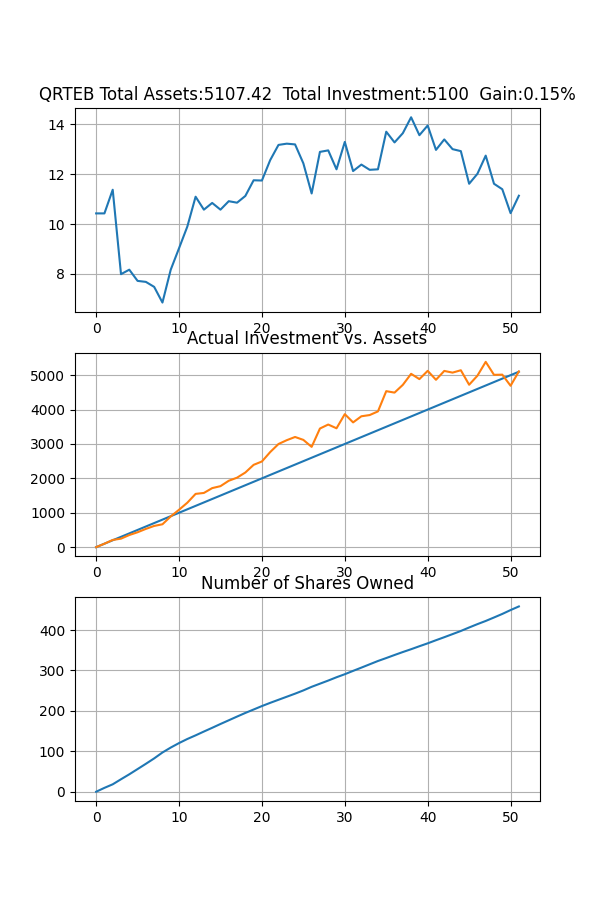 QRTEB Total Assets:5107.42  Total Investment:5100  Gain:0.15%
14
12
10
8
0 10 20 30 40 50
Actual Investment vs. Assets
5000
4000
3000
2000
1000
0
0 10 20 30 40 50
Number of Shares Owned
400
300
200
100
0
0 10 20 30 40 50